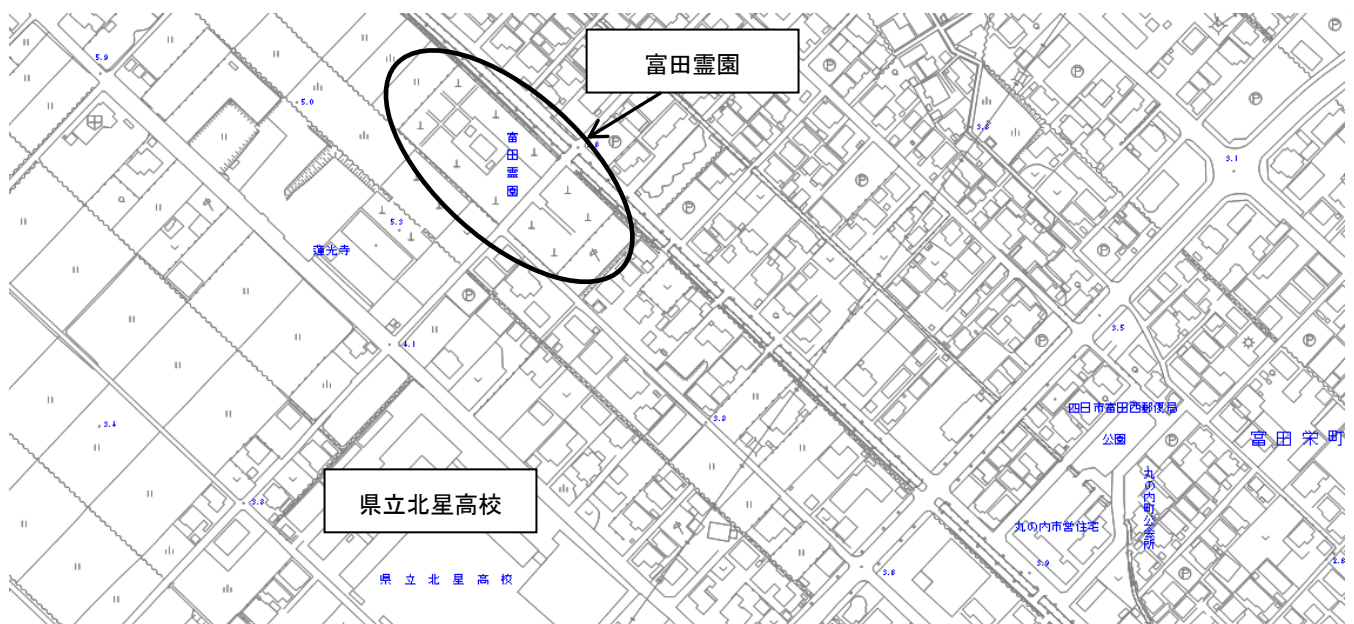 5.9
富田霊園
5.0
3.8
3.1
富田霊園
5.3
蓮光寺
3.5
4.1
四日市富田西郵便局
3.4
3.8
公園
富田栄町
丸の内町公会所
県立北星高校
3.8
丸の内市営住宅
県立北星高校
3.8
3.9
2.8